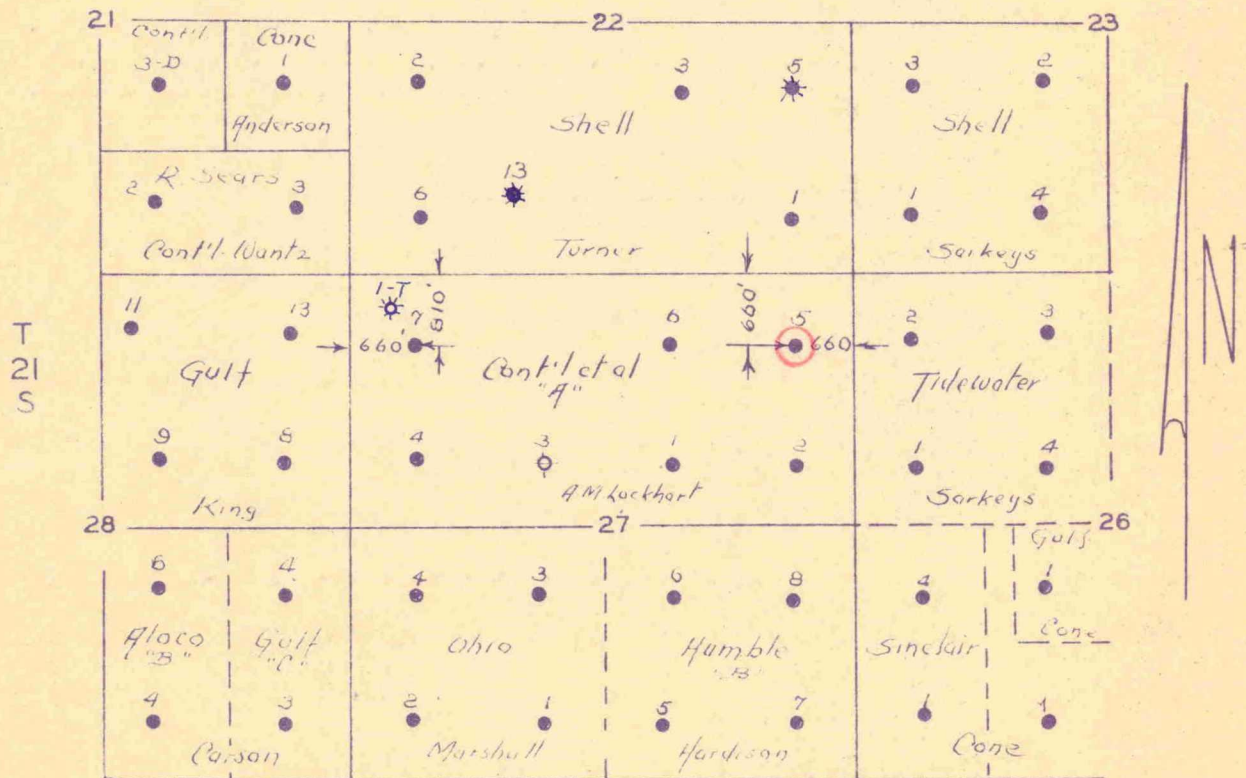 21 22 23
Cont'l. Cone
3-D 1 2 3 5 3 2
Anderson Shell Shell
R. Sears 13
2 3 6 1 1 4
Cont'l. Wantz Turner Sarkeys
1-T 810' 660'
11 13 7 6 5 2 3
660' 660
T
21
S
Gulf Cont'l et al Tidewater
"A"
N
9 8 4 3 1 2 1 4
King A.M. Lockhart Sarkeys
28 27 26
Gulf
6 4 4 3 6 8 4 1
"B" Gulf Ohio Humble Sinclair Cone
"C" "B"
4 3 2 1 5 7 1 1
Carson Marshall Hardison Cone